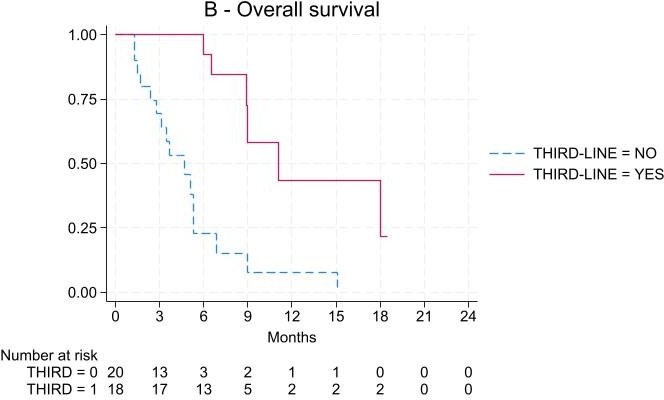 B - Overall survival
1.00
0.75
0.50
0.25
0.00
0 3 6 9 12 15 18 21 24
Months
THIRD-LINE = NO
THIRD-LINE = YES
Number at risk
THIRD = 0 20 13 3 2 1 1 0 0 0
THIRD = 1 18 17 13 5 2 2 2 0 0